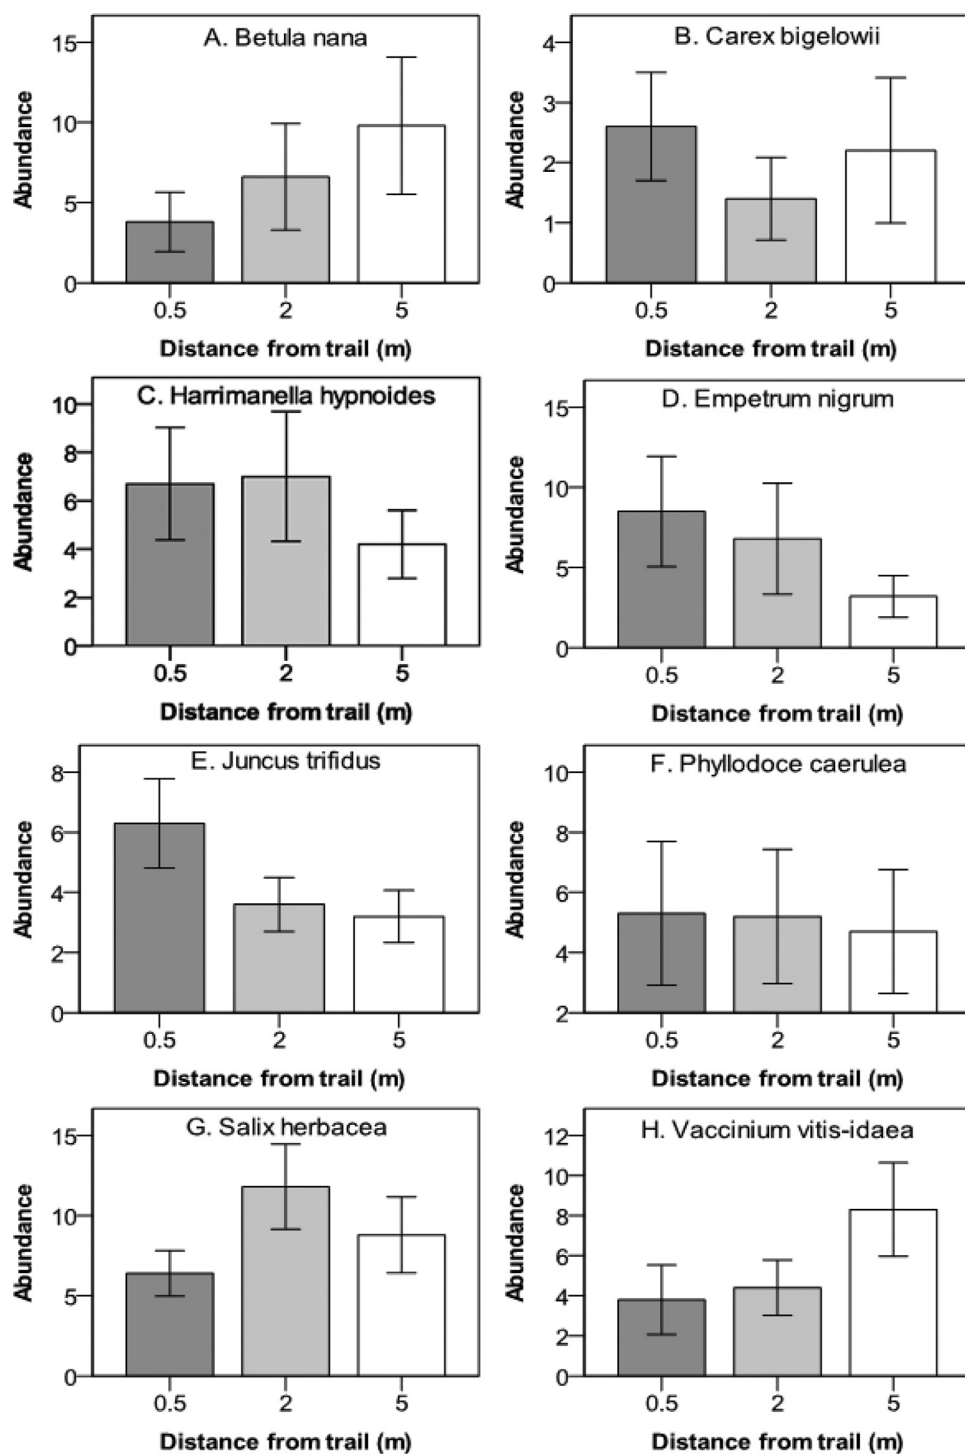 A. Betula nana
Abundance
15
10
5
0
0.5 2 5
Distance from trail (m)
B. Carex bigelowii
Abundance
4
3
2
1
0
0.5 2 5
Distance from trail (m)
C. Harrimanella hypnoides
Abundance
10
8
6
4
2
0
0.5 2 5
Distance from trail (m)
D. Empetrum nigrum
Abundance
15
10
5
0
0.5 2 5
Distance from trail (m)
E. Juncus trifidus
Abundance
8
6
4
2
0
0.5 2 5
Distance from trail (m)
F. Phyllodoce caerulea
Abundance
10
8
6
4
2
0.5 2 5
Distance from trail (m)
G. Salix herbacea
Abundance
15
10
5
0
0.5 2 5
Distance from trail (m)
H. Vaccinium vitis-idaea
Abundance
12
10
8
6
4
2
0
0.5 2 5
Distance from trail (m)